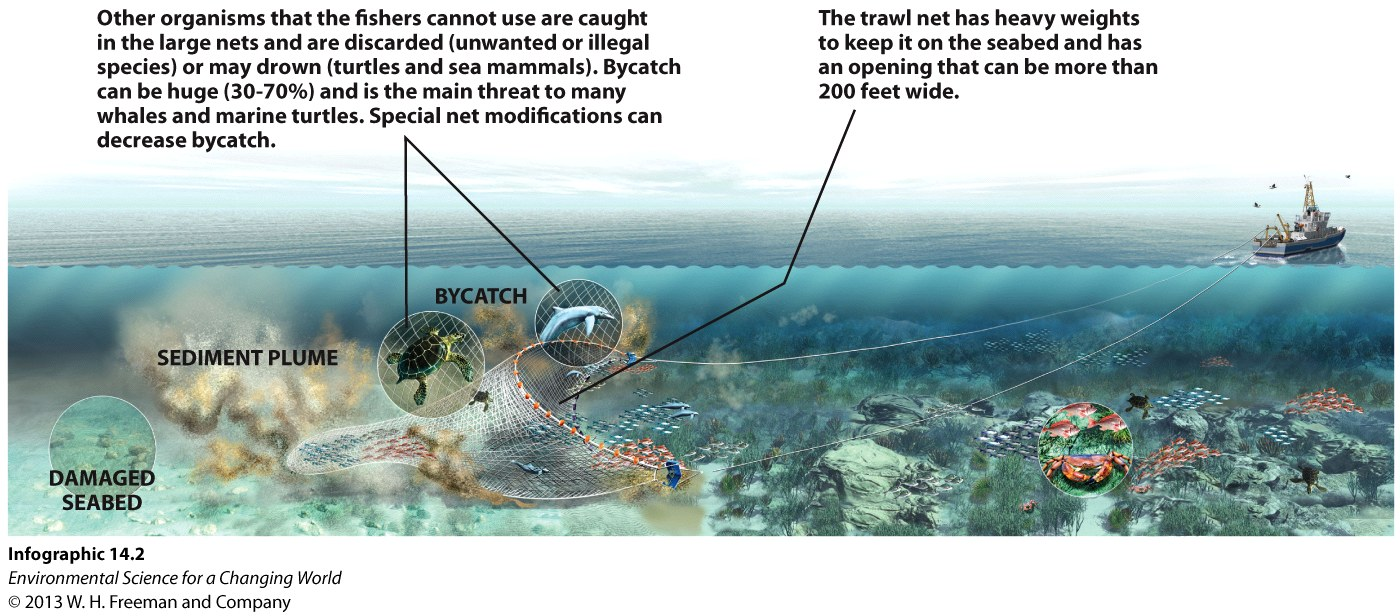 Other organisms that the fishers cannot use are caught
in the large nets and are discarded (unwanted or illegal
species) or may drown (turtles and sea mammals). Bycatch
can be huge (30-70%) and is the main threat to many
whales and marine turtles. Special net modifications can
decrease bycatch.
The trawl net has heavy weights
to keep it on the seabed and has
an opening that can be more than
200 feet wide.
BYCATCH
SEDIMENT PLUME
DAMAGED
SEABED
Infographic 14.2
Environmental Science for a Changing World
© 2013 W. H. Freeman and Company